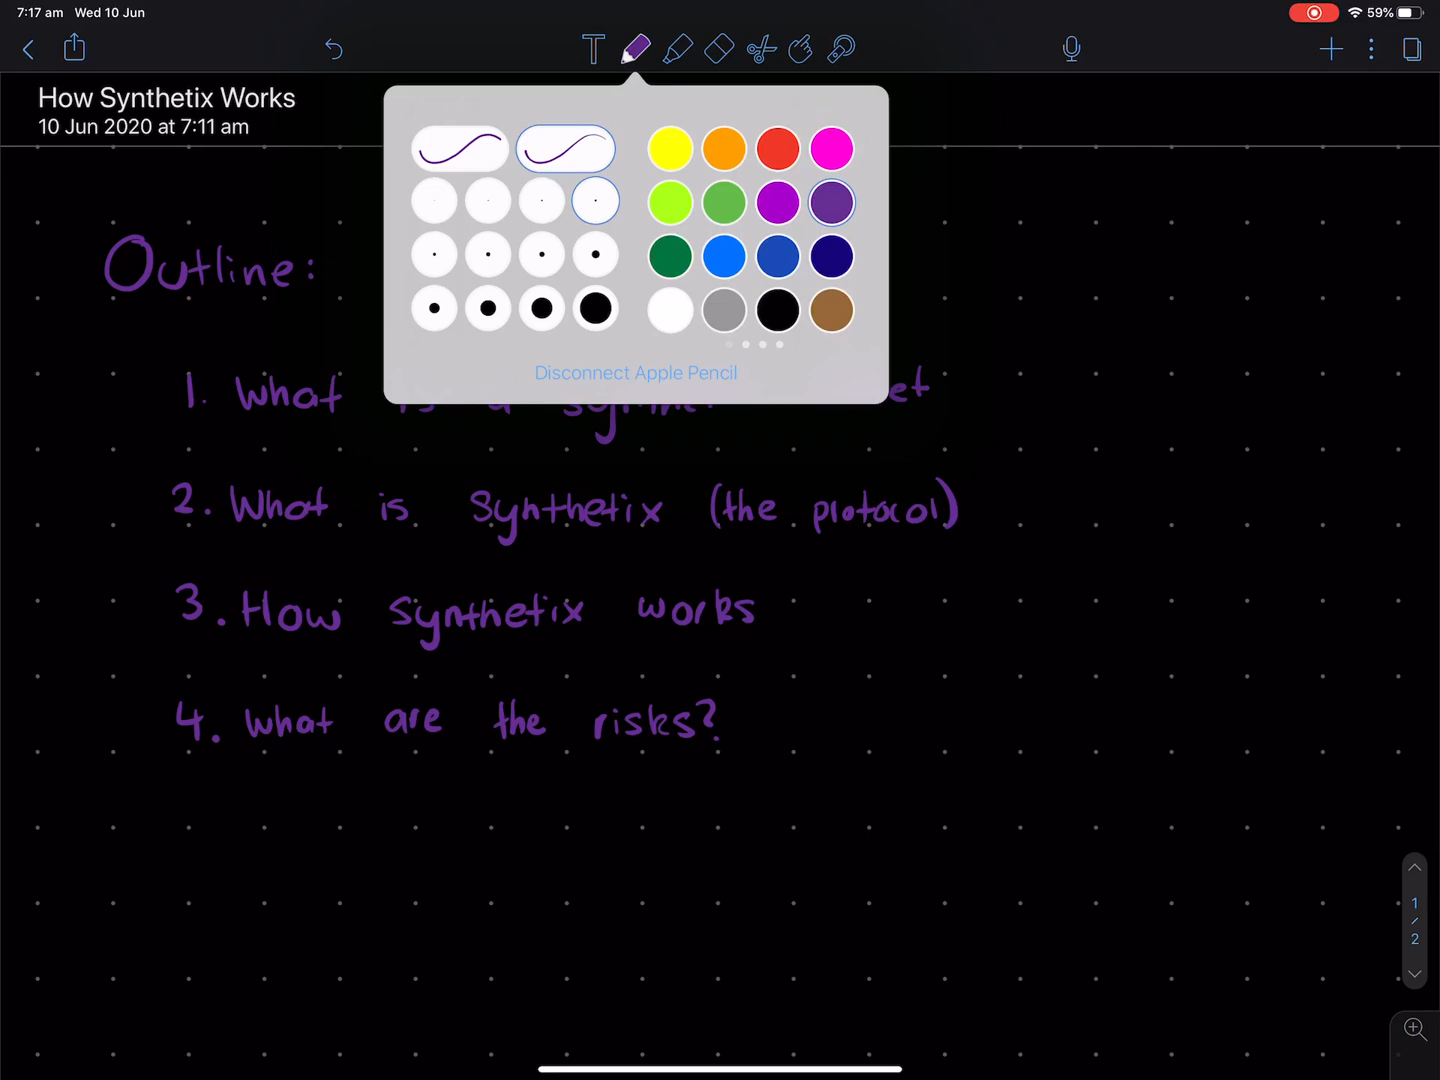 7:17 am Wed 10 Jun
59%
How Synthetix Works
10 Jun 2020 at 7:11 am
Outline:
Disconnect Apple Pencil
1. What is a et
2. What is Synthetix (the protocol)
3. How Synthetix works
4. What are the risks?
1
/
2